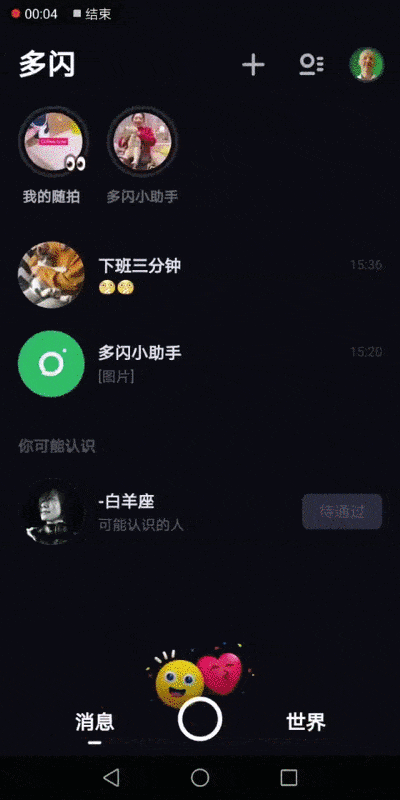 00:04 结束
多闪
我的随拍 多闪小助手
下班三分钟 15:36
多闪小助手 15:20
[图片]
你可能认识
-白羊座
可能认识的人
待通过
消息 世界